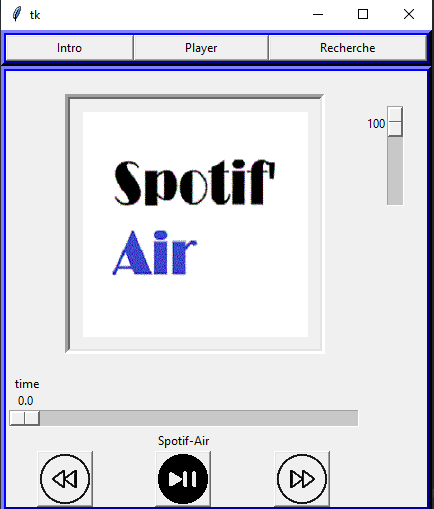 tk
Intro Player Recherche
100
Spotif'
Air
time
0.0
Spotif-Air